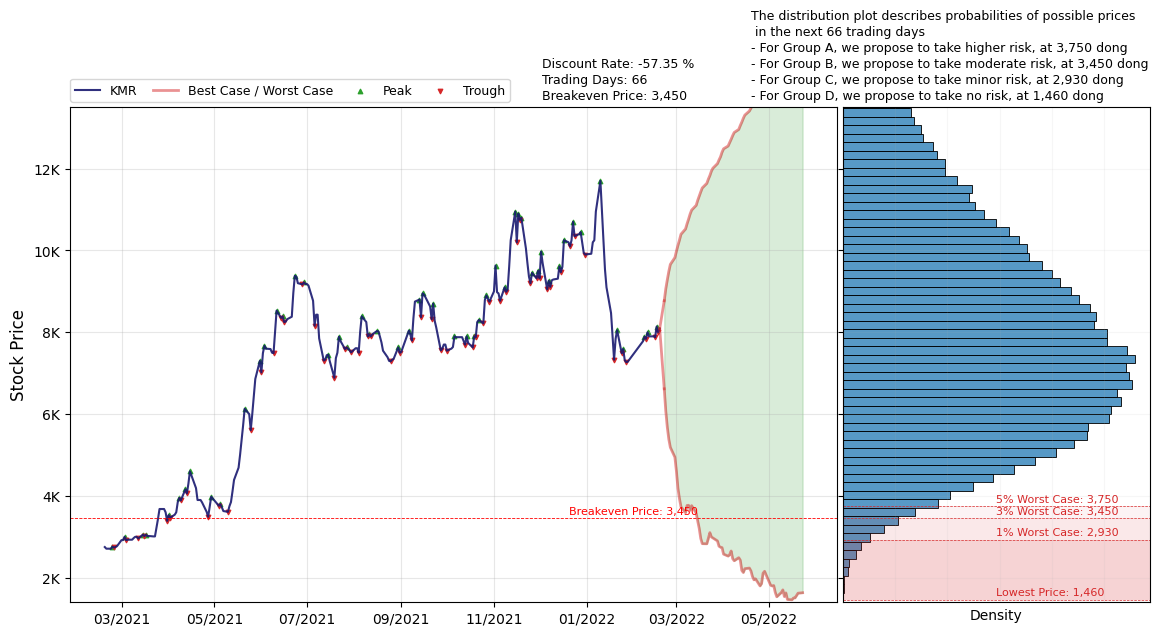 The distribution plot describes probabilities of possible prices
in the next 66 trading days
- For Group A, we propose to take higher risk, at 3,750 dong
- For Group B, we propose to take moderate risk, at 3,450 dong
- For Group C, we propose to take minor risk, at 2,930 dong
- For Group D, we propose to take no risk, at 1,460 dong
Discount Rate: -57.35 %
Trading Days: 66
Breakeven Price: 3,450
KMR Best Case / Worst Case Peak Trough
Stock Price
12K
10K
8K
6K
4K
2K
Breakeven Price: 3,450
03/2021 05/2021 07/2021 09/2021 11/2021 01/2022 03/2022 05/2022
5% Worst Case: 3,750
3% Worst Case: 3,450
1% Worst Case: 2,930
Lowest Price: 1,460
Density